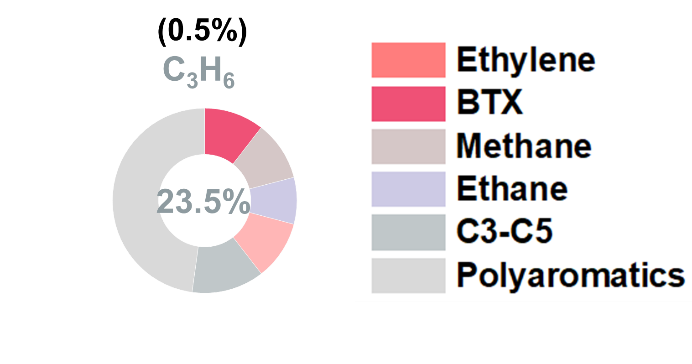 (0.5%)
C₃H₆
23.5%
Ethylene
BTX
Methane
Ethane
C3-C5
Polyaromatics